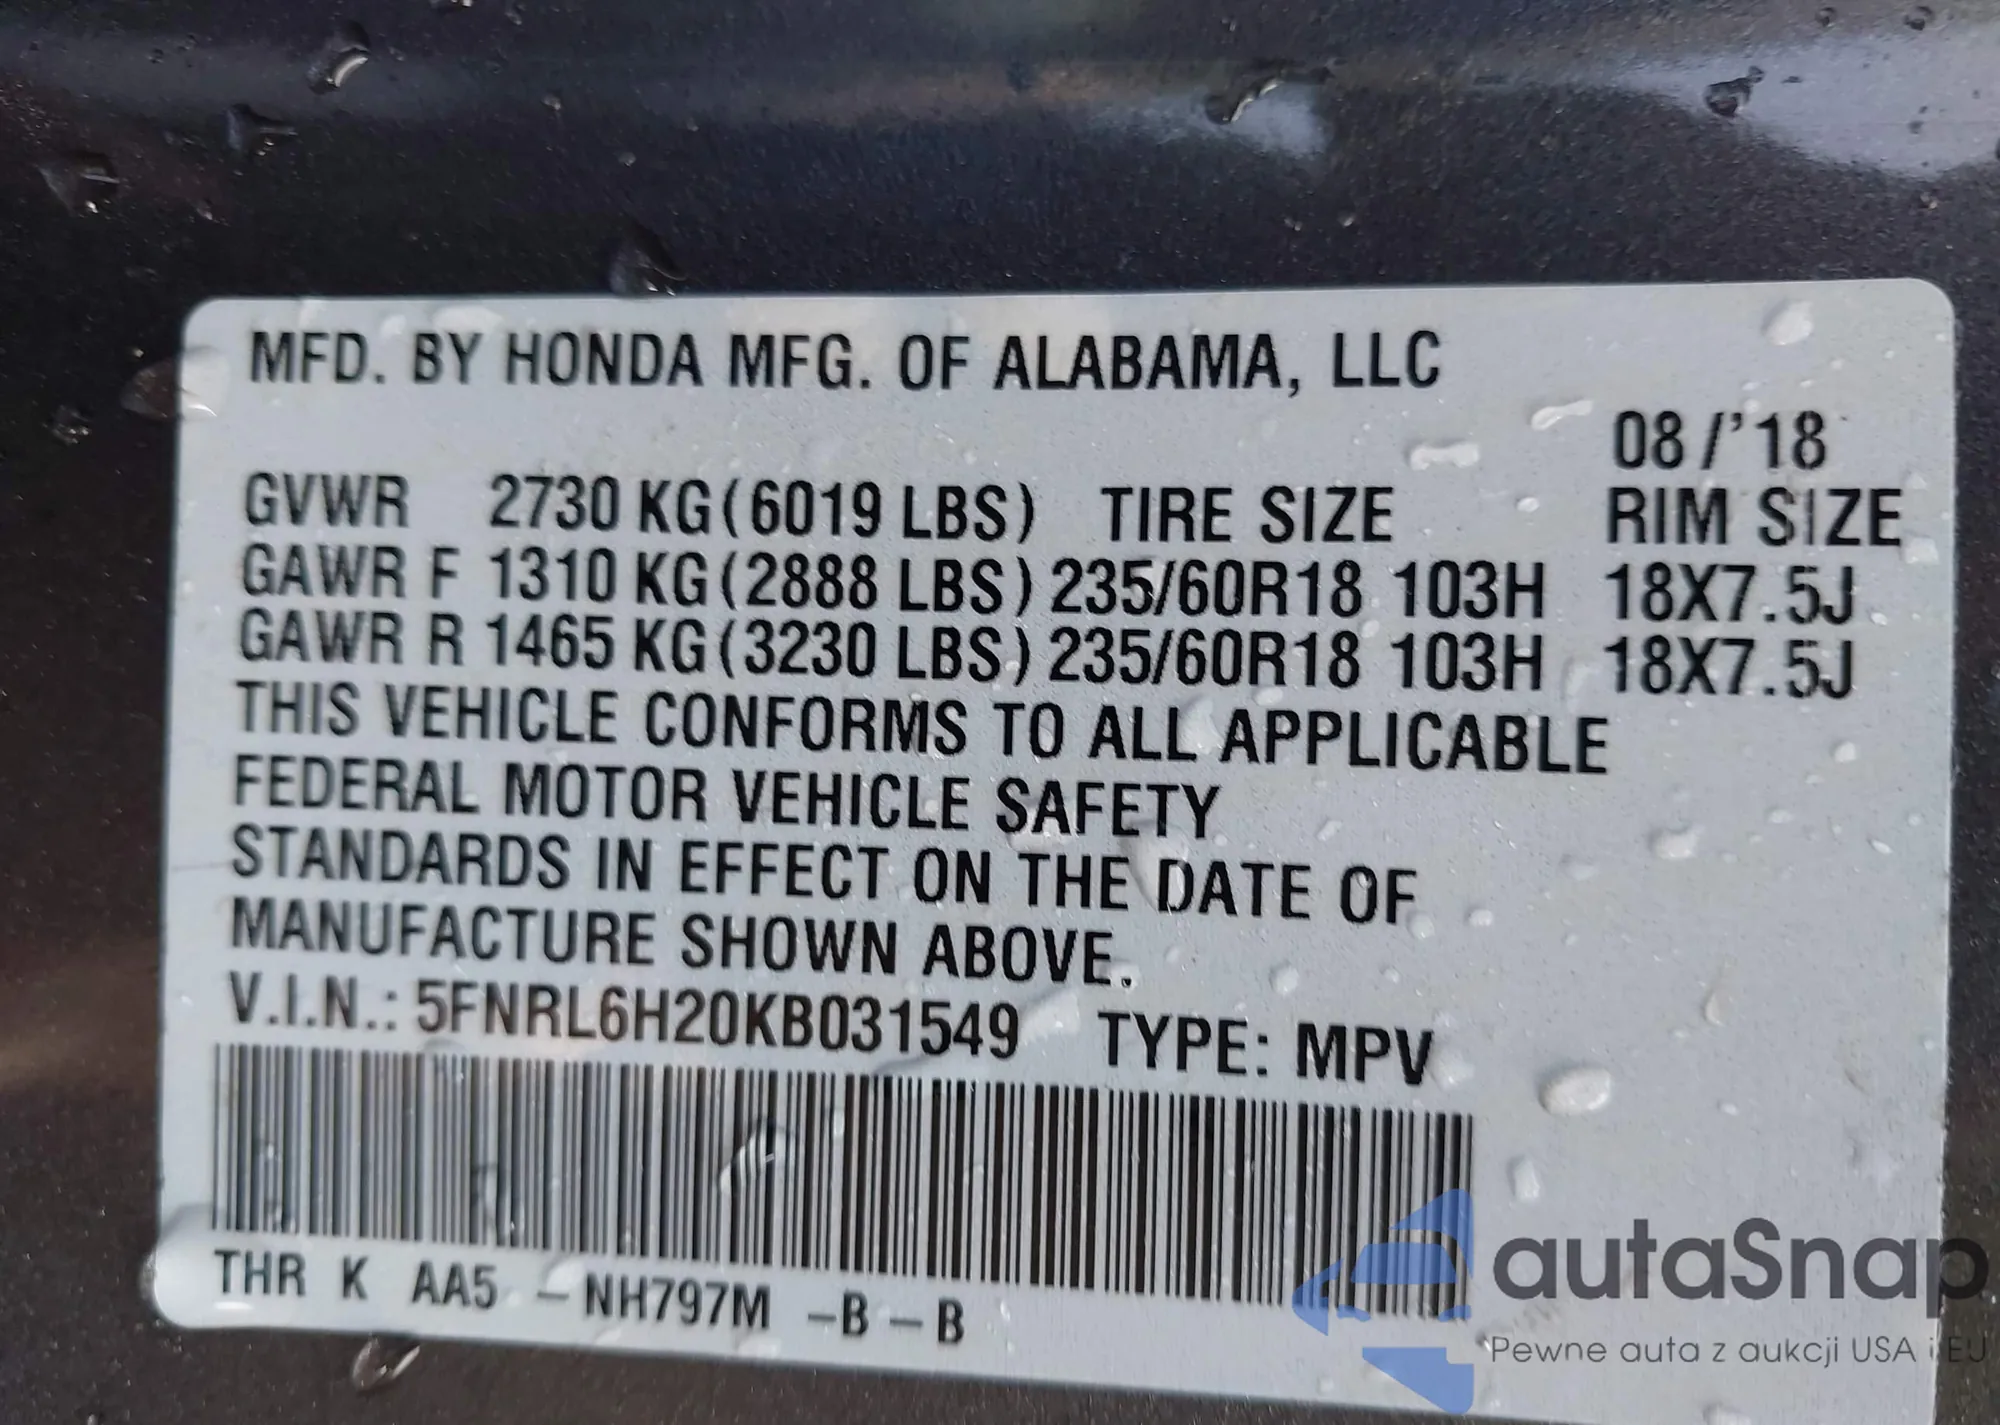 MFD. BY HONDA MFG. OF ALABAMA, LLC
08/'18
GVWR 2730 KG(6019 LBS) TIRE SIZE RIM SIZE
GAWR F 1310 KG(2888 LBS) 235/60R18 103H 18X7.5J
GAWR R 1465 KG(3230 LBS) 235/60R18 103H 18X7.5J
THIS VEHICLE CONFORMS TO ALL APPLICABLE
FEDERAL MOTOR VEHICLE SAFETY
STANDARDS IN EFFECT ON THE DATE OF
MANUFACTURE SHOWN ABOVE.
V.I.N.: 5FNRL6H20KB031549 TYPE: MPV
THR K AA5 -NH797M -B-B
autaSnap
Pewne auta z aukcji USA i EU